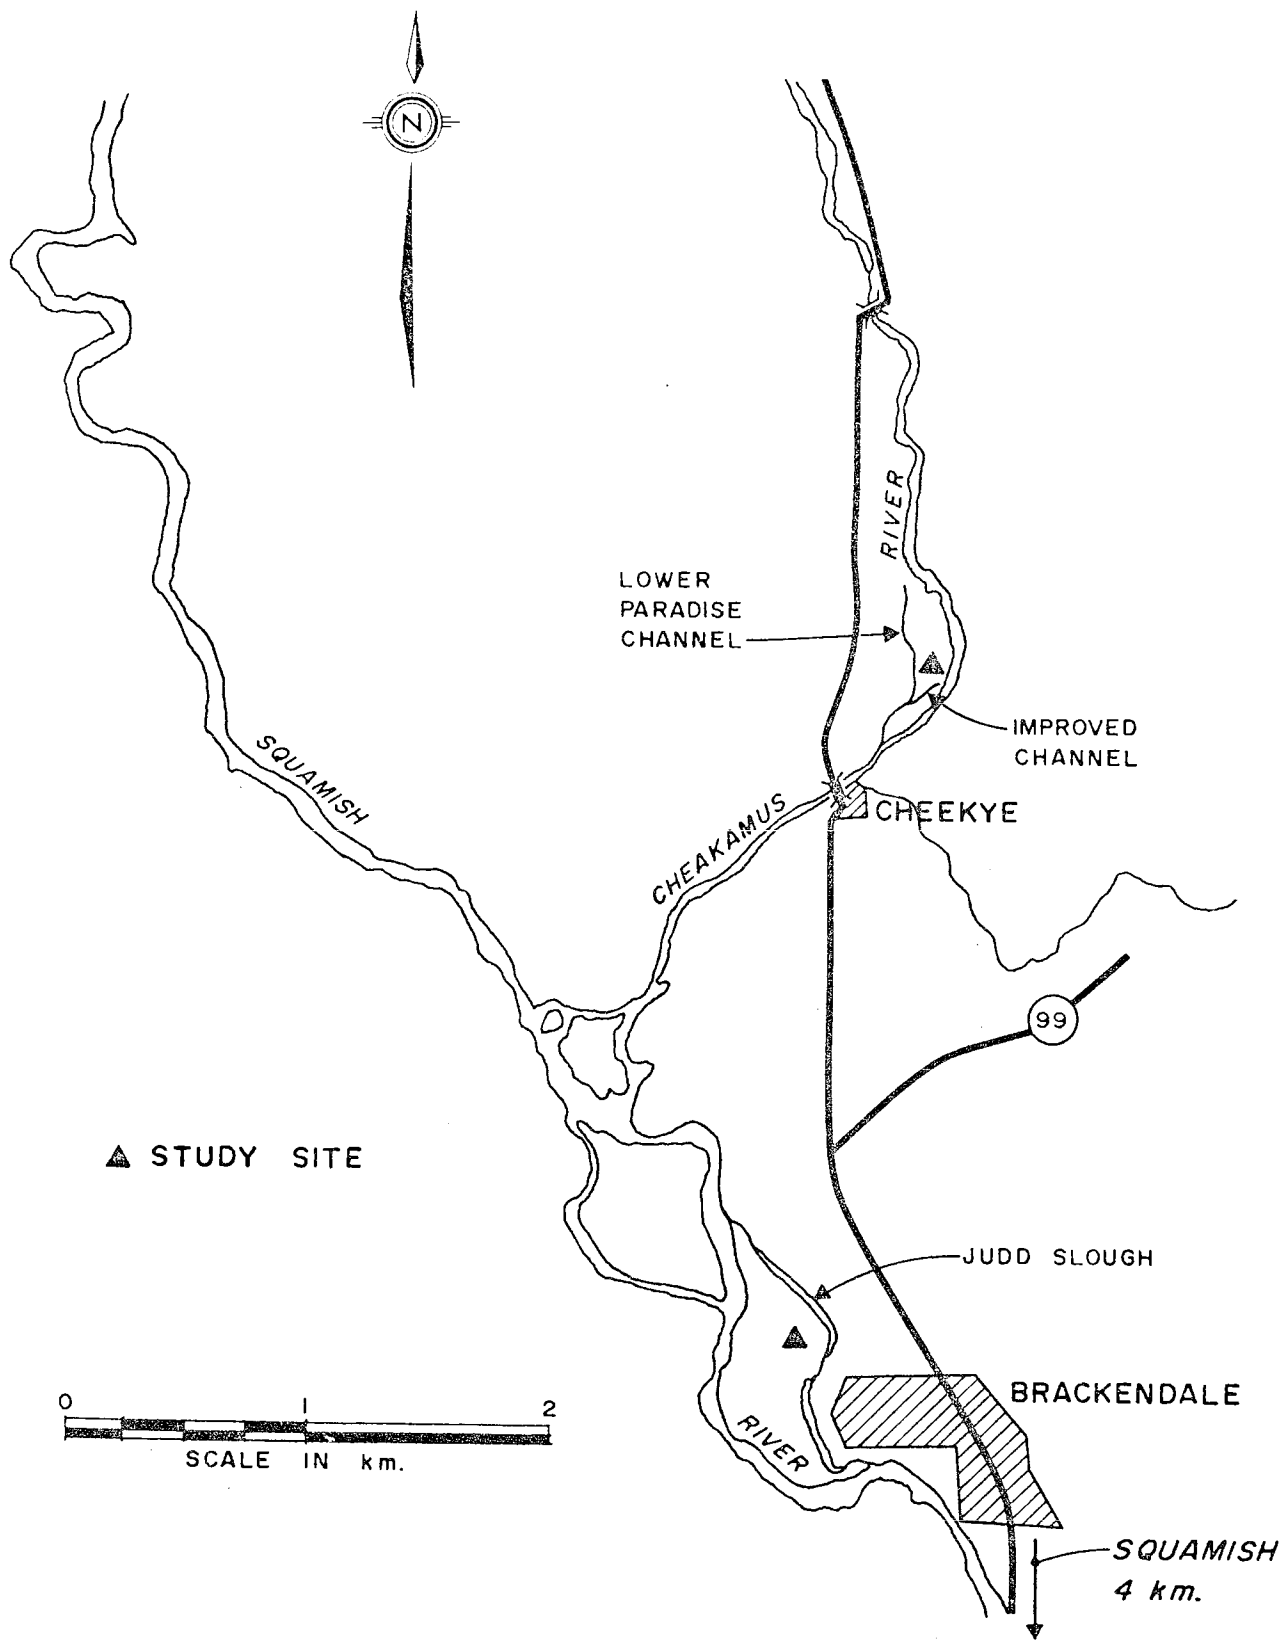 N
RIVER
LOWER
PARADISE
CHANNEL
IMPROVED
CHANNEL
SQUAMISH
CHEAKAMUS
CHEEKYE
99
STUDY SITE
JUDD SLOUGH
BRACKENDALE
0 1 2
SCALE IN km.
RIVER
SQUAMISH
4 km.